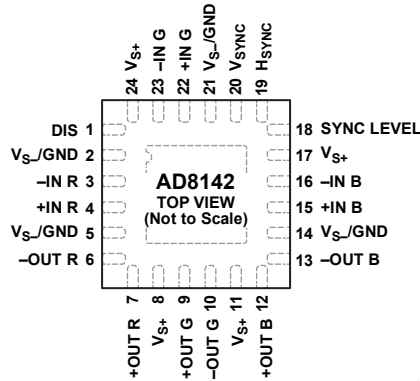 24 VS+
23 –IN G
22 +IN G
21 VS–/GND
20 VSYNC
19 HSYNC
DIS 1
VS–/GND 2
–IN R 3
+IN R 4
VS–/GND 5
–OUT R 6
AD8142
TOP VIEW
(Not to Scale)
18 SYNC LEVEL
17 VS+
16 –IN B
15 +IN B
14 VS–/GND
13 –OUT B
+OUT R 7
VS+ 8
+OUT G 9
–OUT G 10
VS+ 11
+OUT B 12